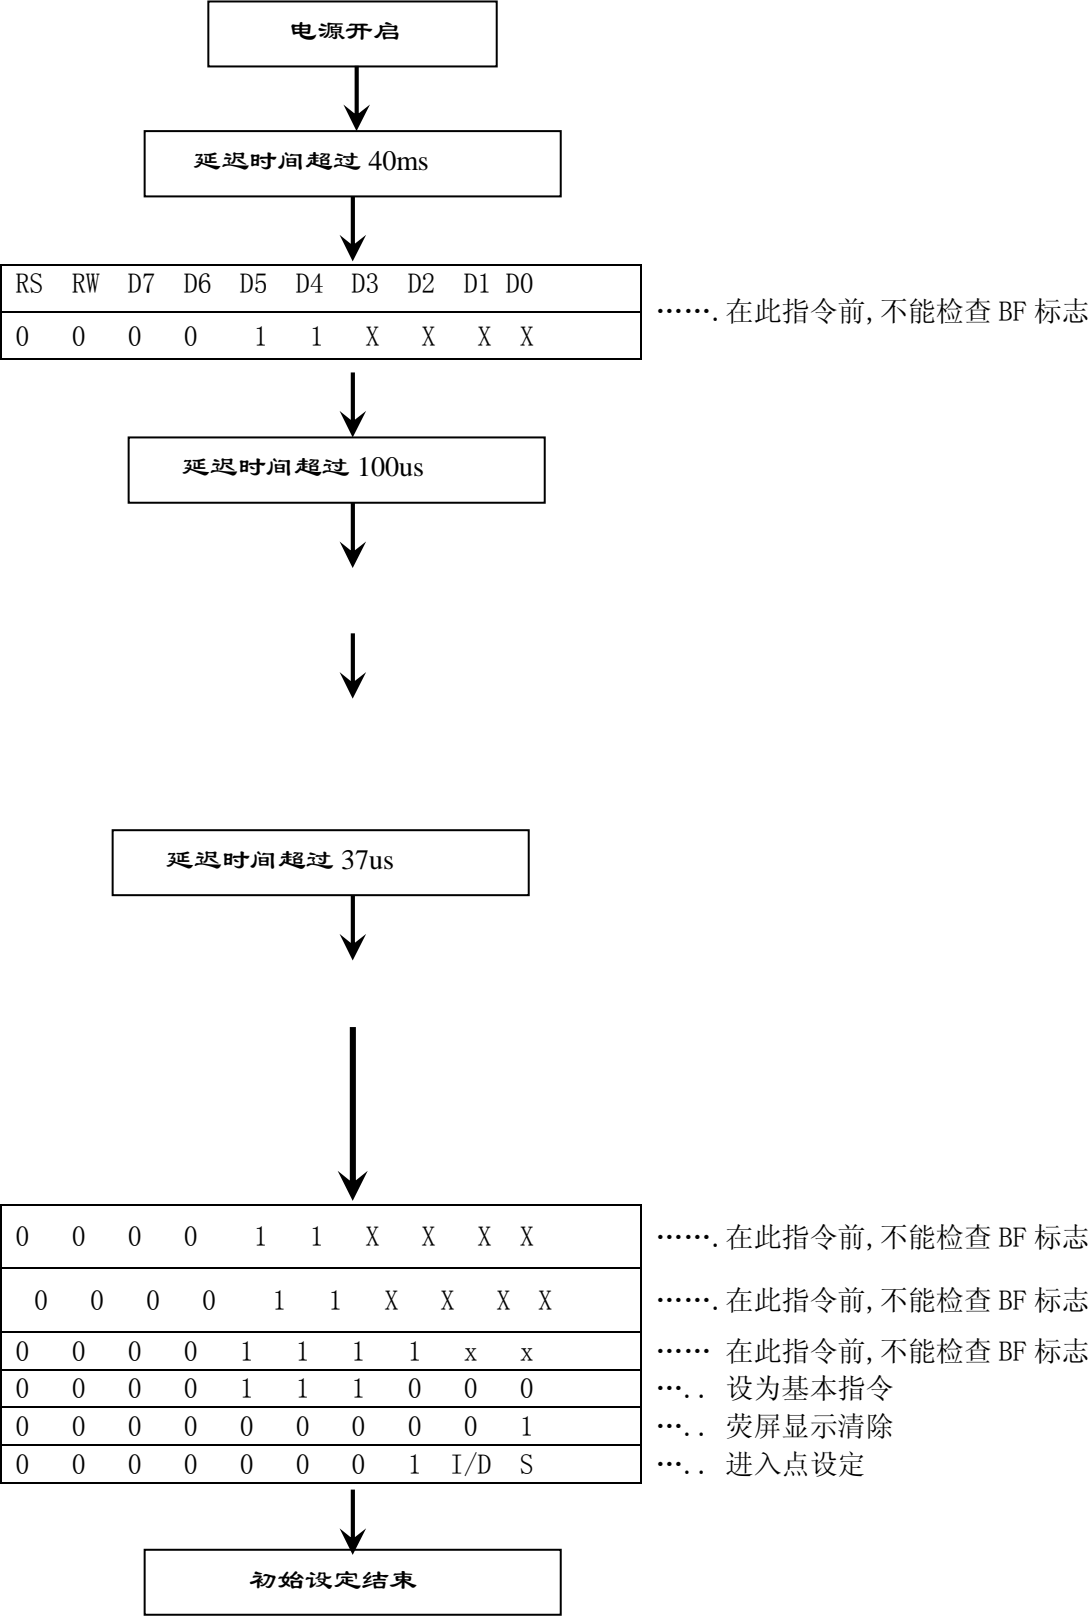 电源开启
延迟时间超过 40ms
RS RW D7 D6 D5 D4 D3 D2 D1 D0
0 0 0 0 1 1 X X X X …….在此指令前,不能检查 BF 标志
延迟时间超过 100us
延迟时间超过 37us
0 0 0 0 1 1 X X X X …….在此指令前,不能检查 BF 标志
0 0 0 0 1 1 X X X X …….在此指令前,不能检查 BF 标志
0 0 0 0 1 1 1 1 x x …… 在此指令前,不能检查 BF 标志
0 0 0 0 1 1 1 0 0 0 ….. 设为基本指令
0 0 0 0 0 0 0 0 0 1 ….. 荧屏显示清除
0 0 0 0 0 0 0 1 I/D S ….. 进入点设定
初始设定结束